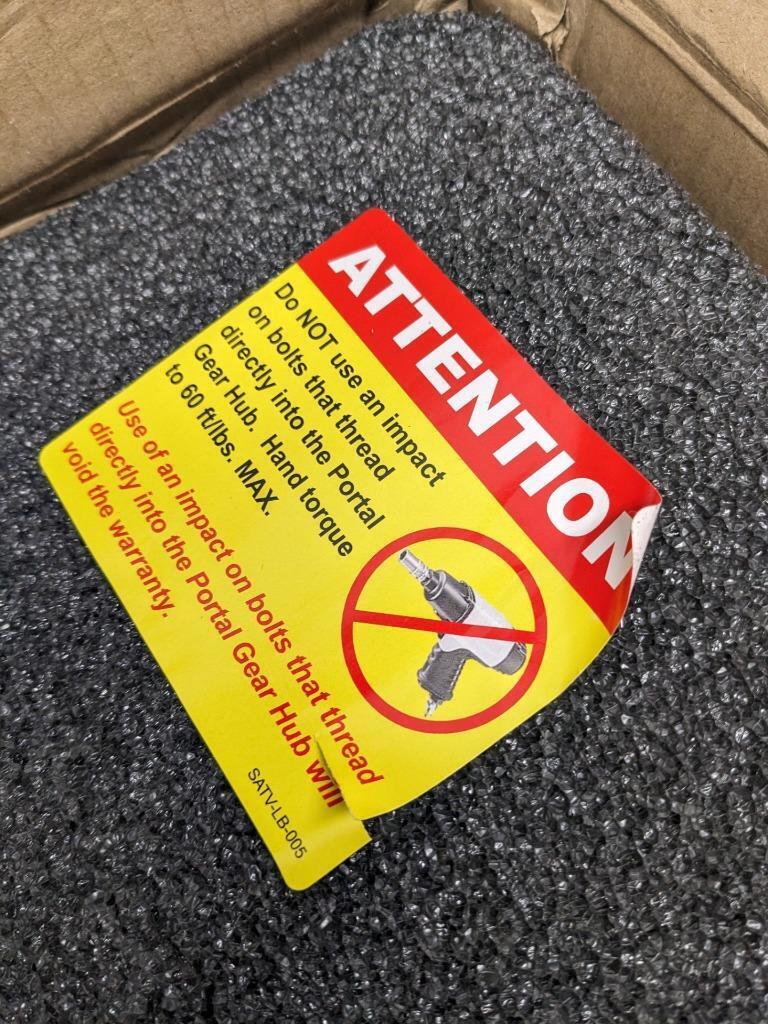 ATTENTION
Do NOT use an impact
on bolts that thread
directly into the Portal
Gear Hub. Hand torque
to 60 ft/lbs. MAX.
Use of an impact on bolts that thread
directly into the Portal Gear Hub will
void the warranty.
SATV-LB-005